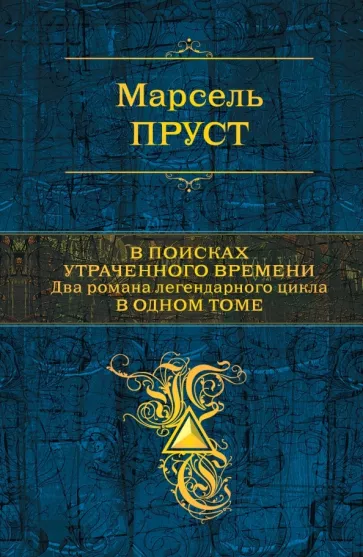 Марсель
ПРУСТ
В ПОИСКАХ
УТРАЧЕННОГО ВРЕМЕНИ
Два романа легендарного цикла
В ОДНОМ ТОМЕ